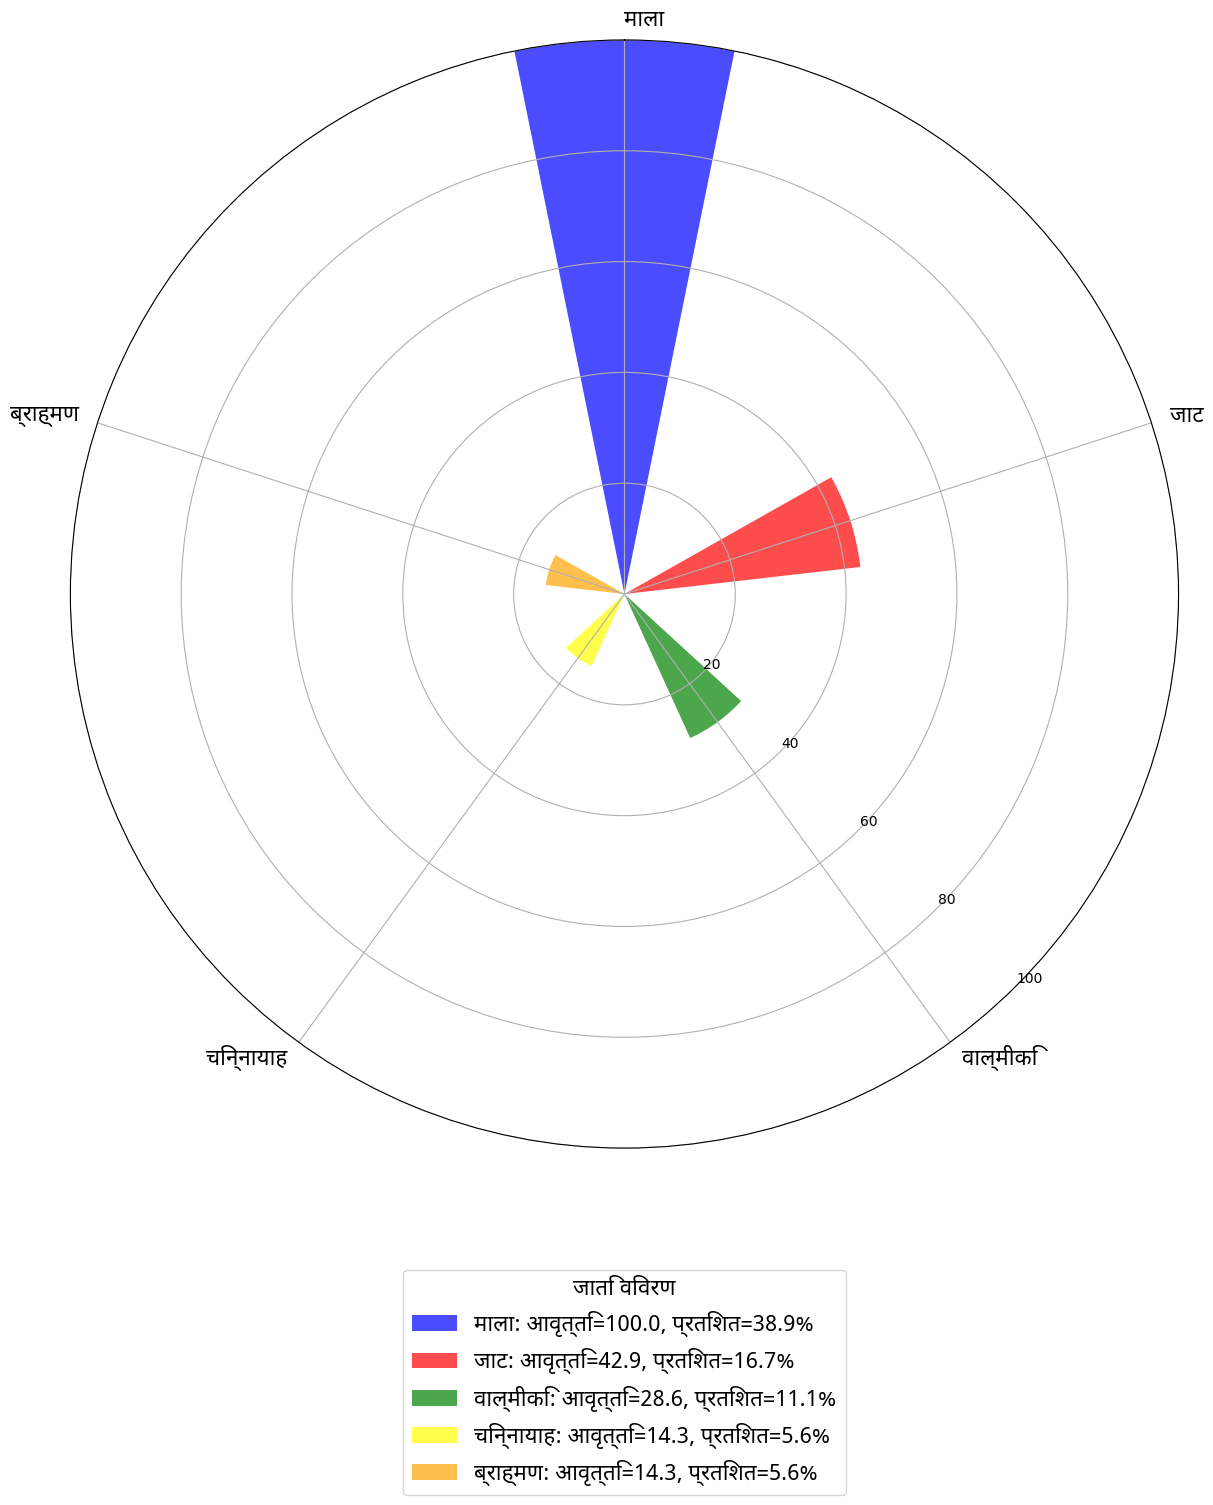 माला
जाट
ब्राह्मण
20
40
60
80
100
चिन्नायाह
वाल्मीकि
जाति विवरण
माला: आवृत्ति=100.0, प्रतिशत=38.9%
जाट: आवृत्ति=42.9, प्रतिशत=16.7%
वाल्मीकि: आवृत्ति=28.6, प्रतिशत=11.1%
चिन्नायाह: आवृत्ति=14.3, प्रतिशत=5.6%
ब्राह्मण: आवृत्ति=14.3, प्रतिशत=5.6%